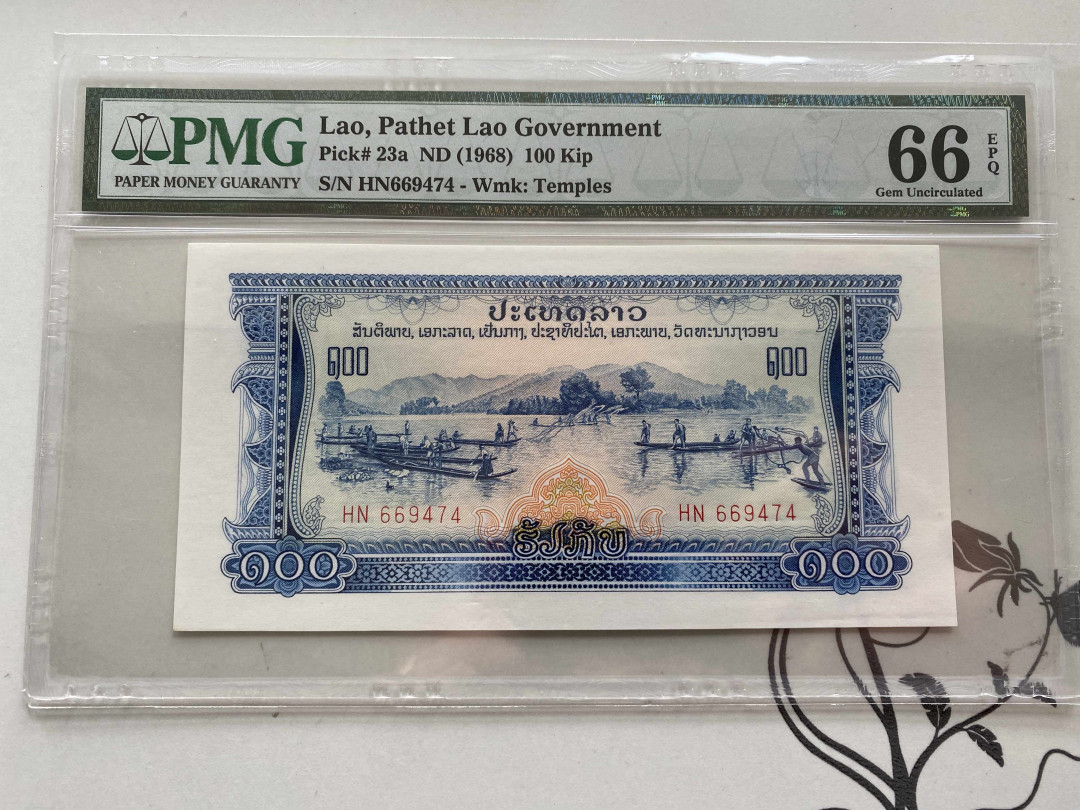 PMG
PAPER MONEY GUARANTY
Lao, Pathet Lao Government
Pick# 23a ND (1968) 100 Kip
S/N HN669474 - Wmk: Temples
66
EPQ
Gem Uncirculated
ປະເທດລາວ
ສັນຕິພາບ, ເອກະລາດ, ເປັນກາງ, ປະຊາທິປະໄຕ, ເອກະພາບ, ວັດທະນາຖາວອນ
໑໐໐
໑໐໐
HN 669474
HN 669474
ຮ້ອຍກີບ
໑໐໐
໑໐໐